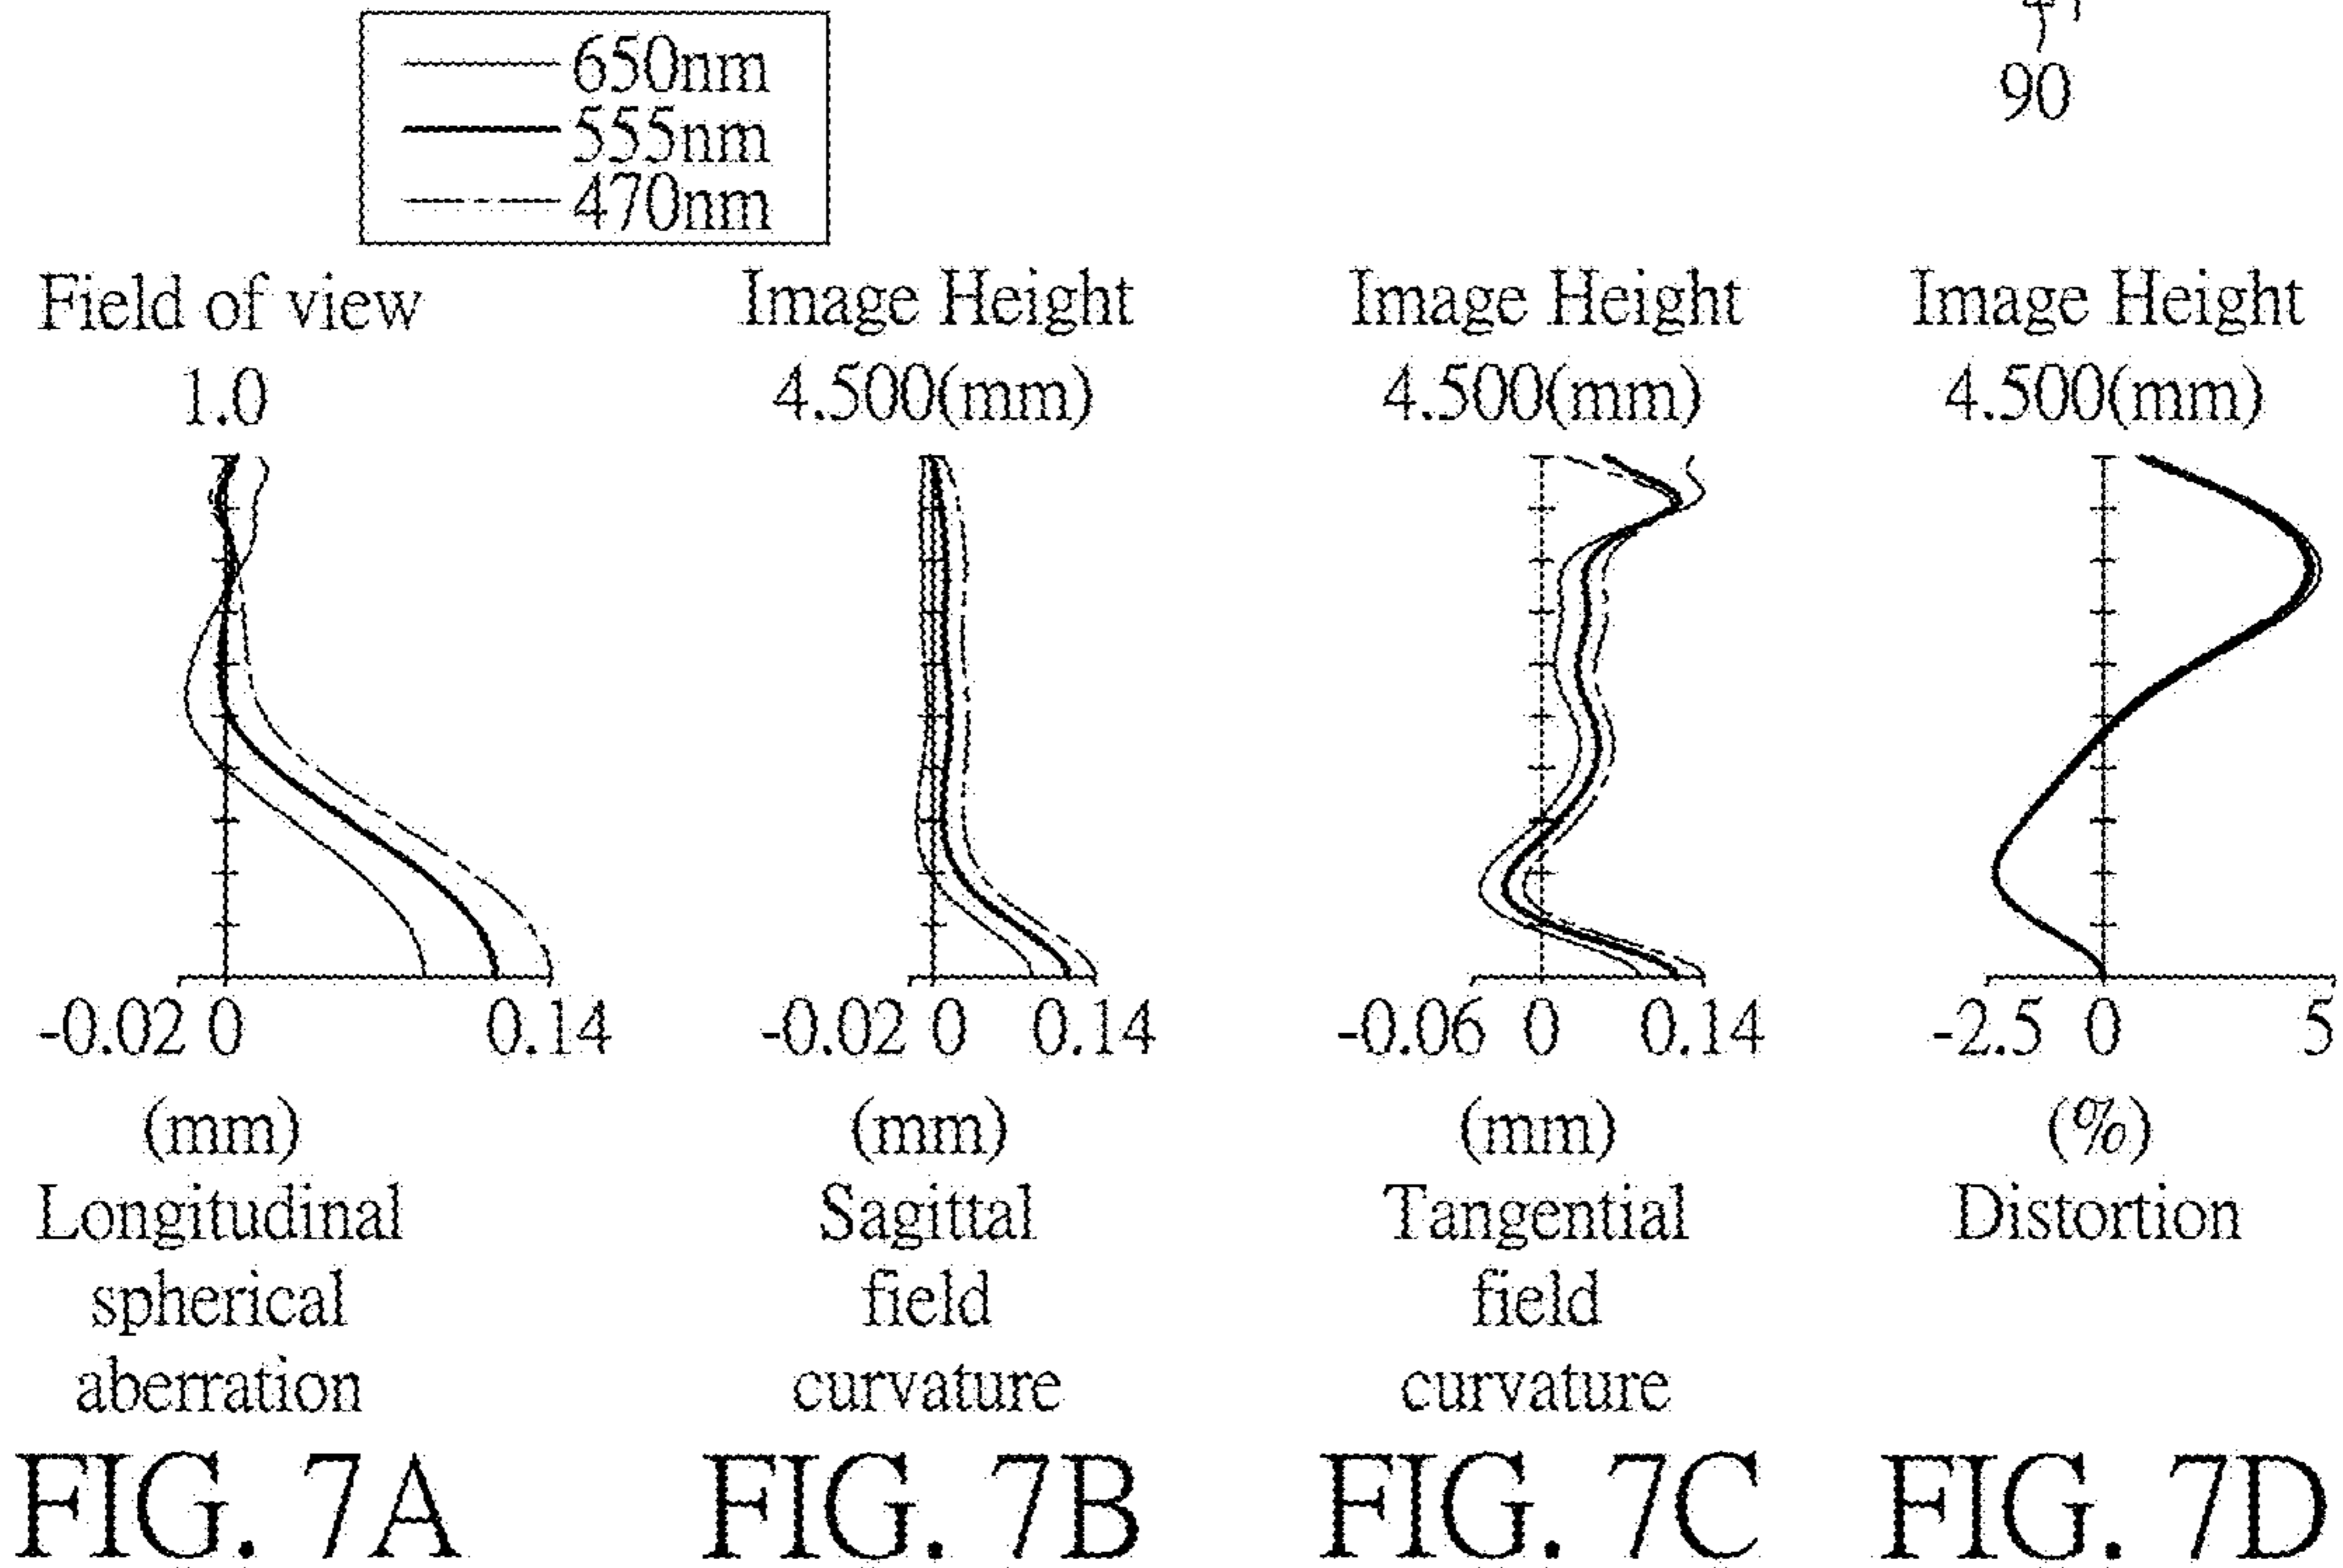 90
650nm
555nm
470nm
Field of view
1.0
-0.02 0 0.14
(mm)
Longitudinal
spherical
aberration
FIG. 7A
Image Height
4.500(mm)
-0.02 0 0.14
(mm)
Sagittal
field
curvature
FIG. 7B
Image Height
4.500(mm)
-0.06 0 0.14
(mm)
Tangential
field
curvature
FIG. 7C
Image Height
4.500(mm)
-2.5 0 5
(%)
Distortion
FIG. 7D